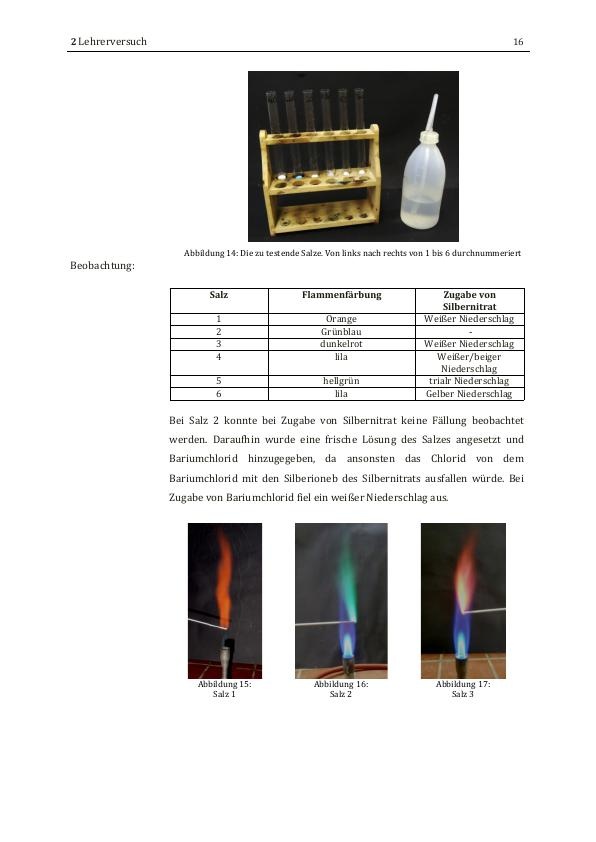 2 Lehrerversuch 16
Abbildung 14: Die zu testende Salze. Von links nach rechts von 1 bis 6 durchnummeriert
Beobachtung:
Salz Flammenfärbung Zugabe von
Silbernitrat
1 Orange Weißer Niederschlag
2 Grünblau -
3 dunkelrot Weißer Niederschlag
4 lila Weißer/beiger
Niederschlag
5 hellgrün trialr Niederschlag
6 lila Gelber Niederschlag
Bei Salz 2 konnte bei Zugabe von Silbernitrat keine Fällung beobachtet
werden. Daraufhin wurde eine frische Lösung des Salzes angesetzt und
Bariumchlorid hinzugegeben, da ansonsten das Chlorid von dem
Bariumchlorid mit den Silberioneb des Silbernitrats ausfallen würde. Bei
Zugabe von Bariumchlorid fiel ein weißer Niederschlag aus.
Abbildung 15: Abbildung 16: Abbildung 17:
Salz 1 Salz 2 Salz 3